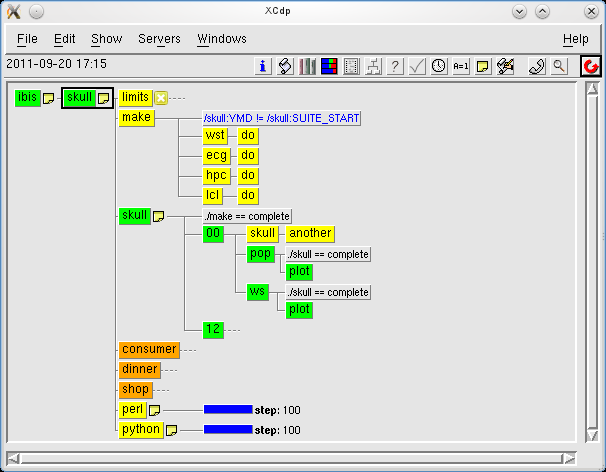 XCdp
File Edit Show Servers Windows Help
2011-09-20 17:15
i ? A=1
ibis skull limits
make /skull:YMD != /skull:SUITE_START
wst do
ecg do
hpc do
lcl do
skull ./make == complete
00 skull another
pop ./skull == complete
plot
ws ./skull == complete
plot
12
consumer
dinner
shop
perl step: 100
python step: 100